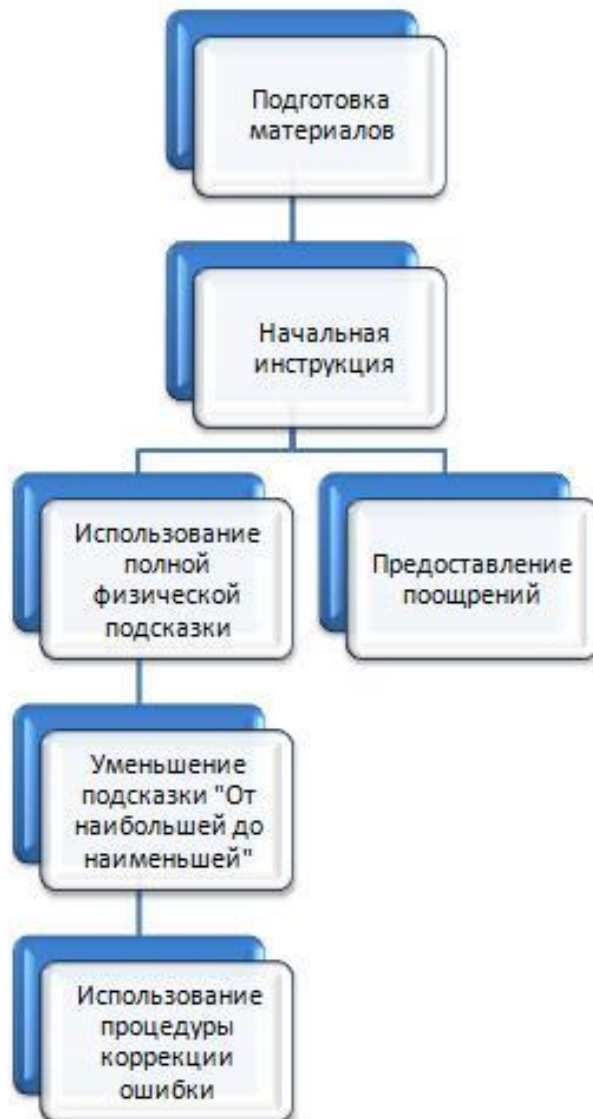 Подготовка
материалов
Начальная
инструкция
Использование
полной
физической
подсказки
Предоставление
поощрений
Уменьшение
подсказки "От
наибольшей до
наименьшей"
Использование
процедуры
коррекции
ошибки